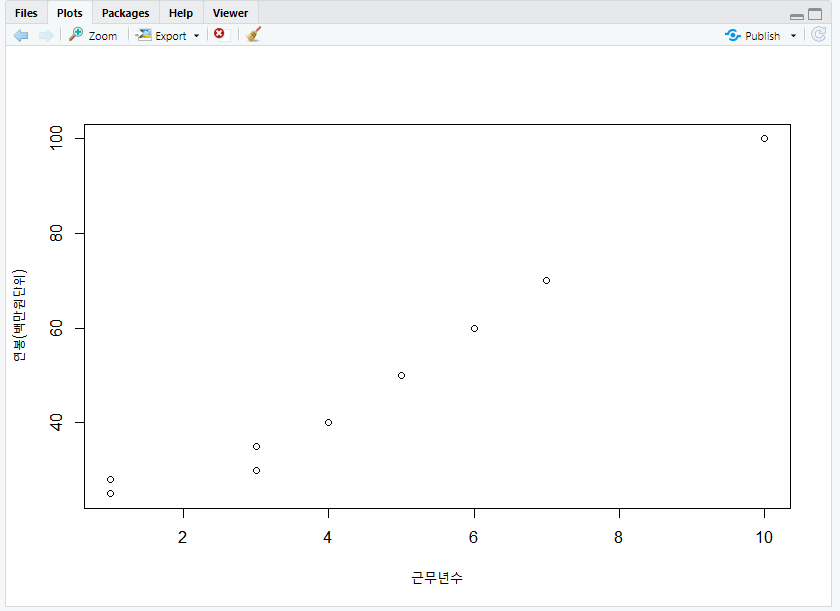 Files Plots Packages Help Viewer
Zoom Export Publish
100
80
60
40
연봉(백만원단위)
2 4 6 8 10
근무년수